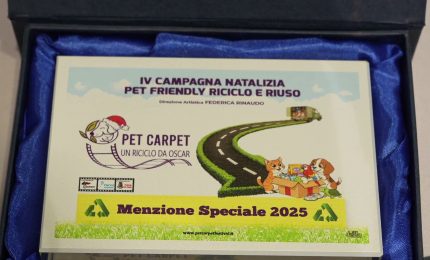 IV CAMPAGNA NATALIZIA
PET FRIENDLY RICICLO E RIUSO
Direzione Artistica FEDERICA RINAUDO
PET CARPET
UN RICICLO DA OSCAR
Menzione Speciale 2025